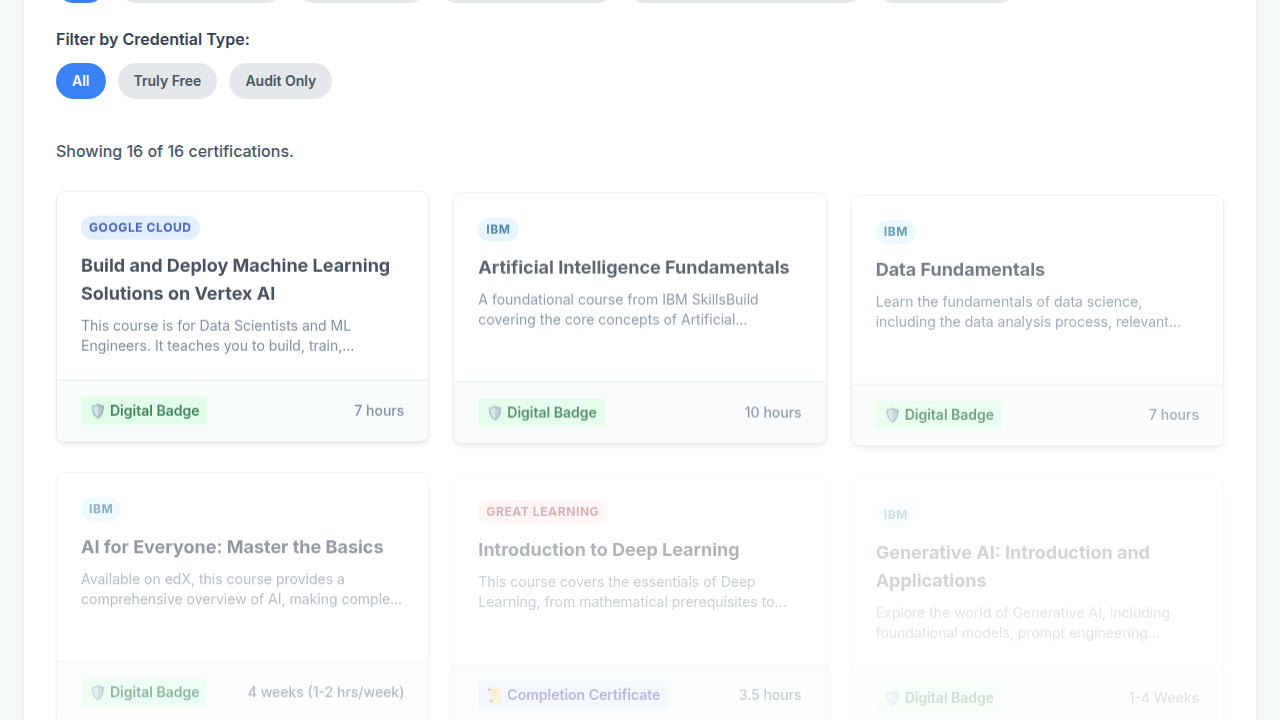 Filter by Credential Type:
All
Truly Free
Audit Only
Showing 16 of 16 certifications.
GOOGLE CLOUD
Build and Deploy Machine Learning
Solutions on Vertex AI
This course is for Data Scientists and ML
Engineers. It teaches you to build, train,...
Digital Badge
7 hours
IBM
Artificial Intelligence Fundamentals
A foundational course from IBM SkillsBuild
covering the core concepts of Artificial...
Digital Badge
10 hours
IBM
Data Fundamentals
Learn the fundamentals of data science,
including the data analysis process, relevant...
Digital Badge
7 hours
IBM
AI for Everyone: Master the Basics
Available on edX, this course provides a
comprehensive overview of AI, making comple...
Digital Badge
4 weeks (1-2 hrs/week)
GREAT LEARNING
Introduction to Deep Learning
This course covers the essentials of Deep
Learning, from mathematical prerequisites to...
Completion Certificate
3.5 hours
IBM
Generative AI: Introduction and
Applications
Explore the world of Generative AI, including
foundational models, prompt engineering...
Digital Badge
1-4 Weeks